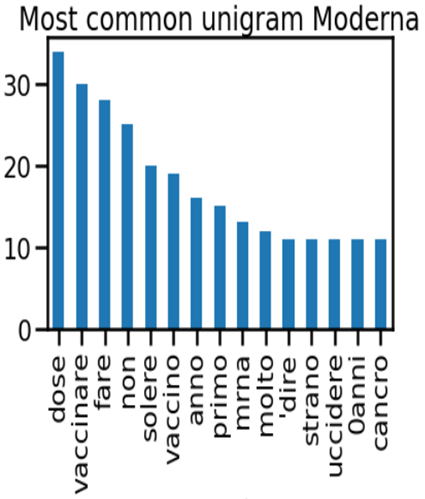 Most common unigram Moderna
30
20
10
0
dose
vaccinare
fare
non
solere
vaccino
anno
primo
mrna
molto
'dire
strano
uccidere
0anni
cancro